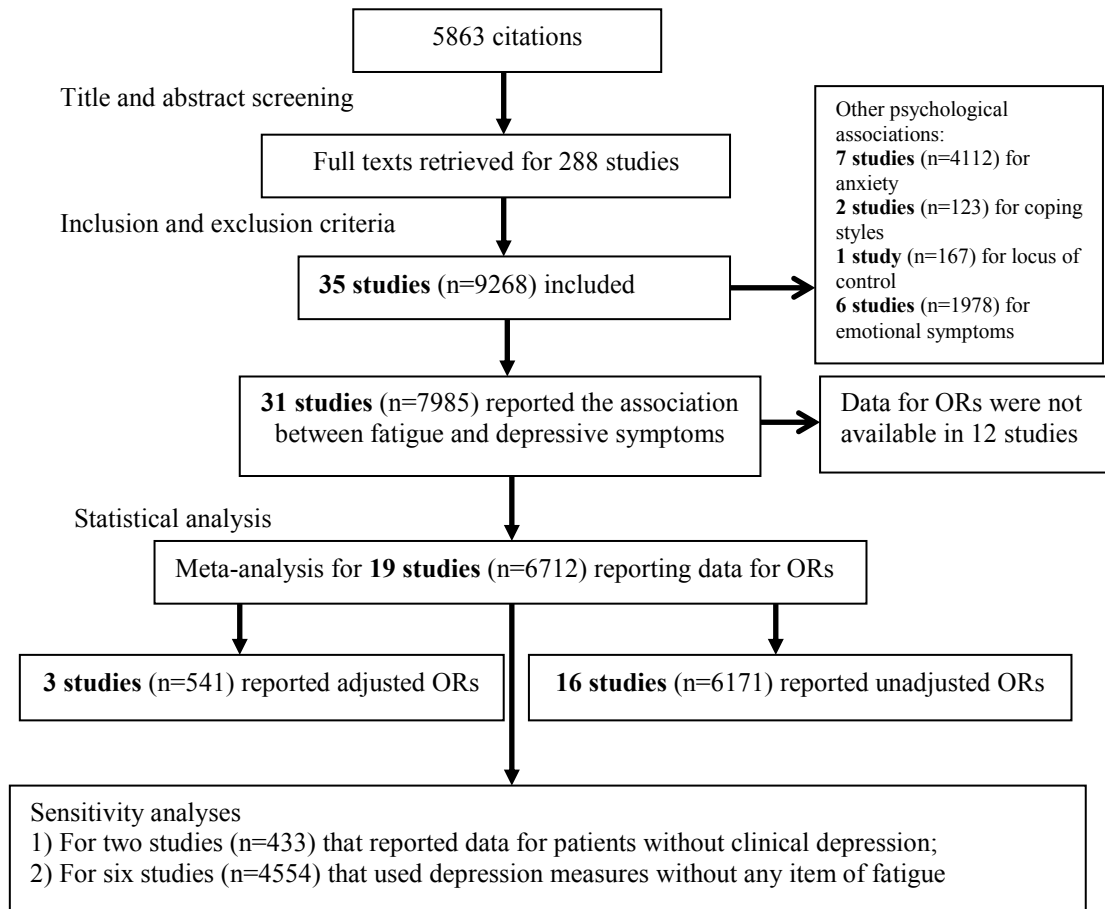 5863 citations
Title and abstract screening
Full texts retrieved for 288 studies
Inclusion and exclusion criteria
35 studies (n=9268) included
Other psychological
associations:
7 studies (n=4112) for
anxiety
2 studies (n=123) for coping
styles
1 study (n=167) for locus of
control
6 studies (n=1978) for
emotional symptoms
31 studies (n=7985) reported the association
between fatigue and depressive symptoms
Data for ORs were not
available in 12 studies
Statistical analysis
Meta-analysis for 19 studies (n=6712) reporting data for ORs
3 studies (n=541) reported adjusted ORs
16 studies (n=6171) reported unadjusted ORs
Sensitivity analyses
1) For two studies (n=433) that reported data for patients without clinical depression;
2) For six studies (n=4554) that used depression measures without any item of fatigue